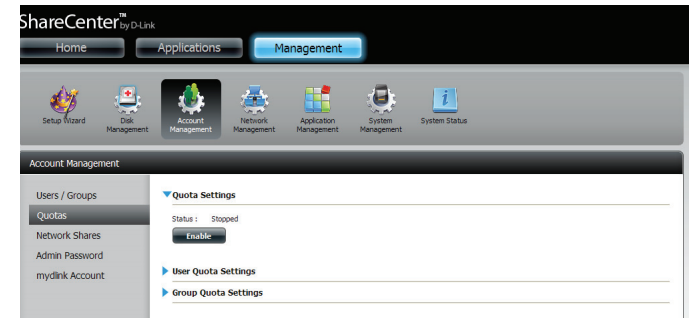 ShareCenter™ by D-Link
Home Applications Management
Setup Wizard Disk Management Account Management Network Management Application Management System Management System Status
Account Management
Users / Groups
Quotas
Network Shares
Admin Password
mydlink Account
Quota Settings
Status : Stopped
Enable
User Quota Settings
Group Quota Settings